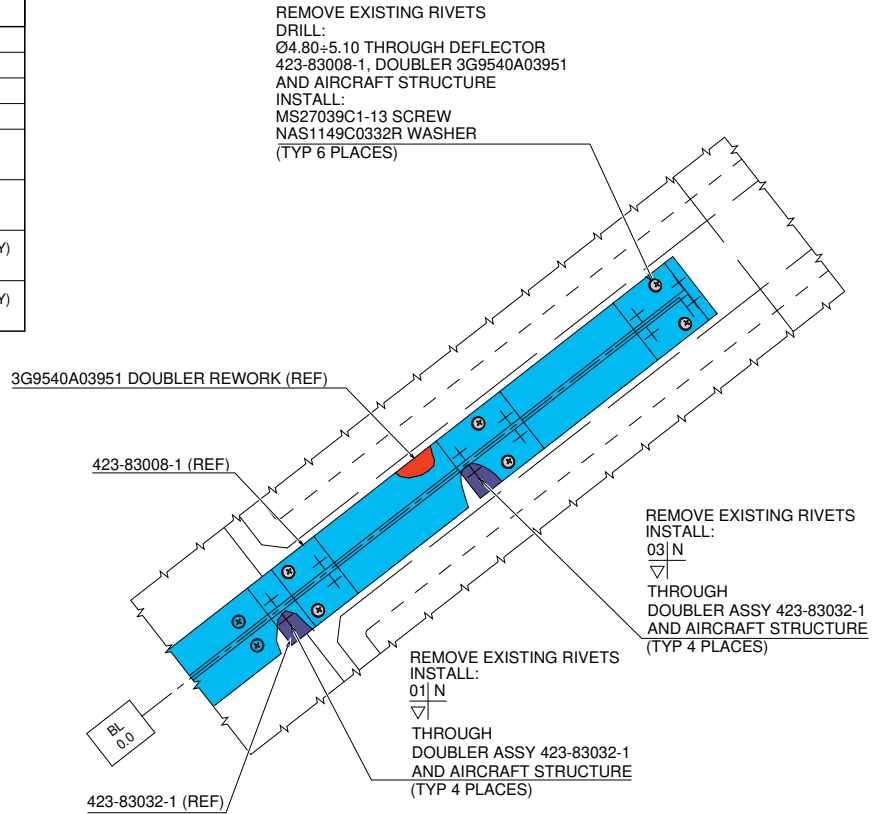 REMOVE EXISTING RIVETS
DRILL:
Ø4.80÷5.10 THROUGH DEFLECTOR
423-83008-1, DOUBLER 3G9540A03951
AND AIRCRAFT STRUCTURE
INSTALL:
MS27039C1-13 SCREW
NAS1149C0332R WASHER
(TYP 6 PLACES)
Y)
Y)
3G9540A03951 DOUBLER REWORK (REF)
423-83008-1 (REF)
REMOVE EXISTING RIVETS
INSTALL:
03 N
THROUGH
DOUBLER ASSY 423-83032-1
AND AIRCRAFT STRUCTURE
(TYP 4 PLACES)
REMOVE EXISTING RIVETS
INSTALL:
01 N
THROUGH
DOUBLER ASSY 423-83032-1
AND AIRCRAFT STRUCTURE
(TYP 4 PLACES)
BL
0.0
423-83032-1 (REF)